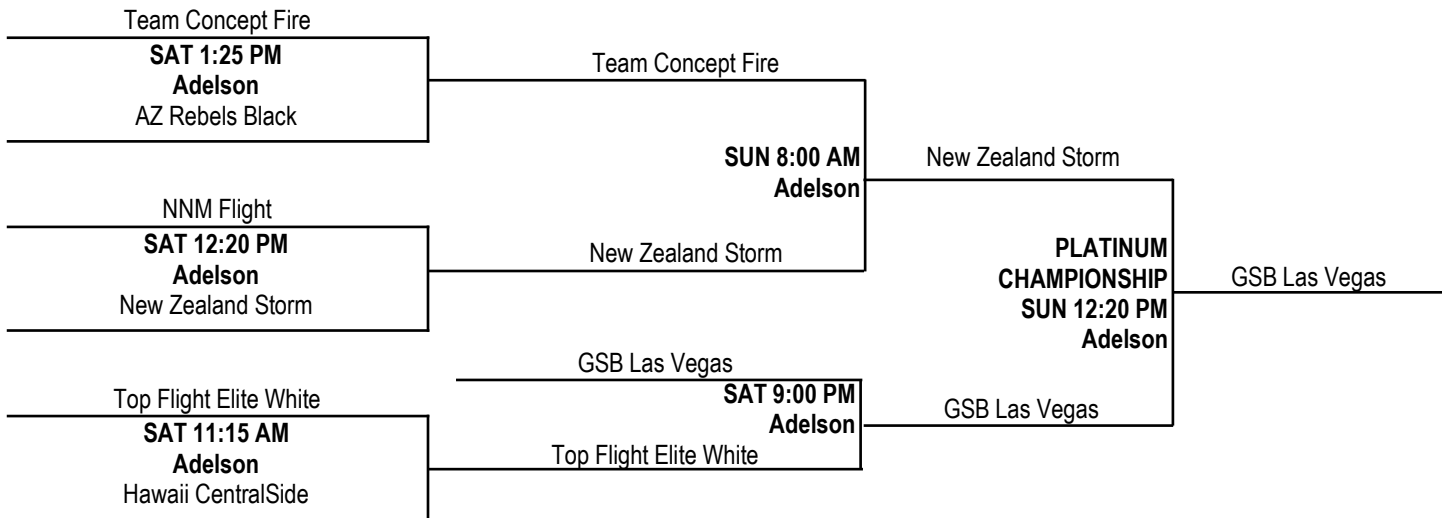 Team Concept Fire
SAT 1:25 PM
Adelson
AZ Rebels Black
Team Concept Fire
SUN 8:00 AM
Adelson
New Zealand Storm
NNM Flight
SAT 12:20 PM
Adelson
New Zealand Storm
New Zealand Storm
PLATINUM
CHAMPIONSHIP
SUN 12:20 PM
Adelson
GSB Las Vegas
GSB Las Vegas
SAT 9:00 PM
Adelson
GSB Las Vegas
Top Flight Elite White
SAT 11:15 AM
Adelson
Hawaii CentralSide
Top Flight Elite White